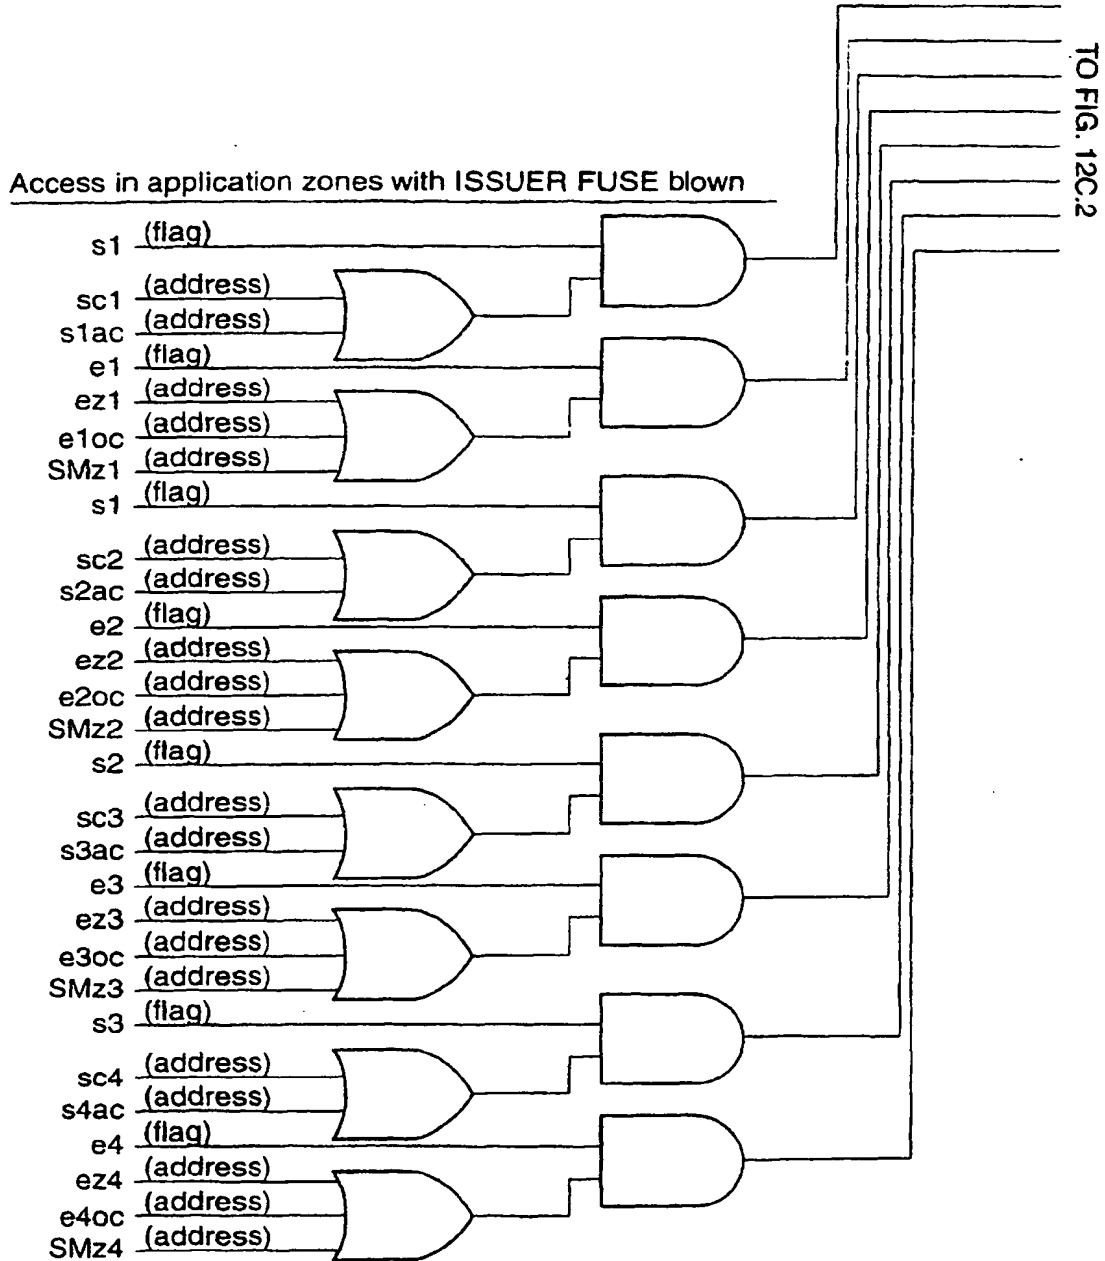 TO FIG. 12C.2
Access in application zones with ISSUER FUSE blown
s1 (flag)
sc1 (address)
s1ac (address)
e1 (flag)
ez1 (address)
e1oc (address)
SMz1 (address)
s1 (flag)
sc2 (address)
s2ac (address)
e2 (flag)
ez2 (address)
e2oc (address)
SMz2 (address)
s2 (flag)
sc3 (address)
s3ac (address)
e3 (flag)
ez3 (address)
e3oc (address)
SMz3 (address)
s3 (flag)
sc4 (address)
s4ac (address)
e4 (flag)
ez4 (address)
e4oc (address)
SMz4 (address)